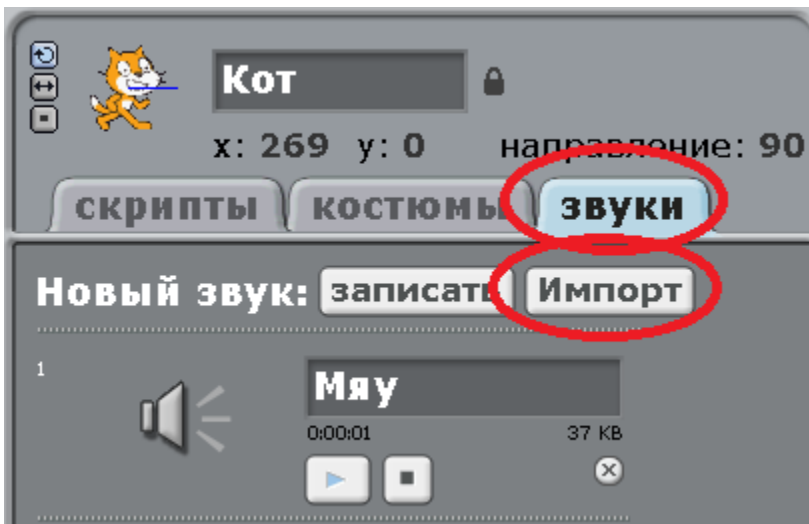 Кот
x: 269 y: 0 направление: 90
скрипты костюмы звуки
Новый звук: записать Импорт
1
Мяу
0:00:01 37 KB